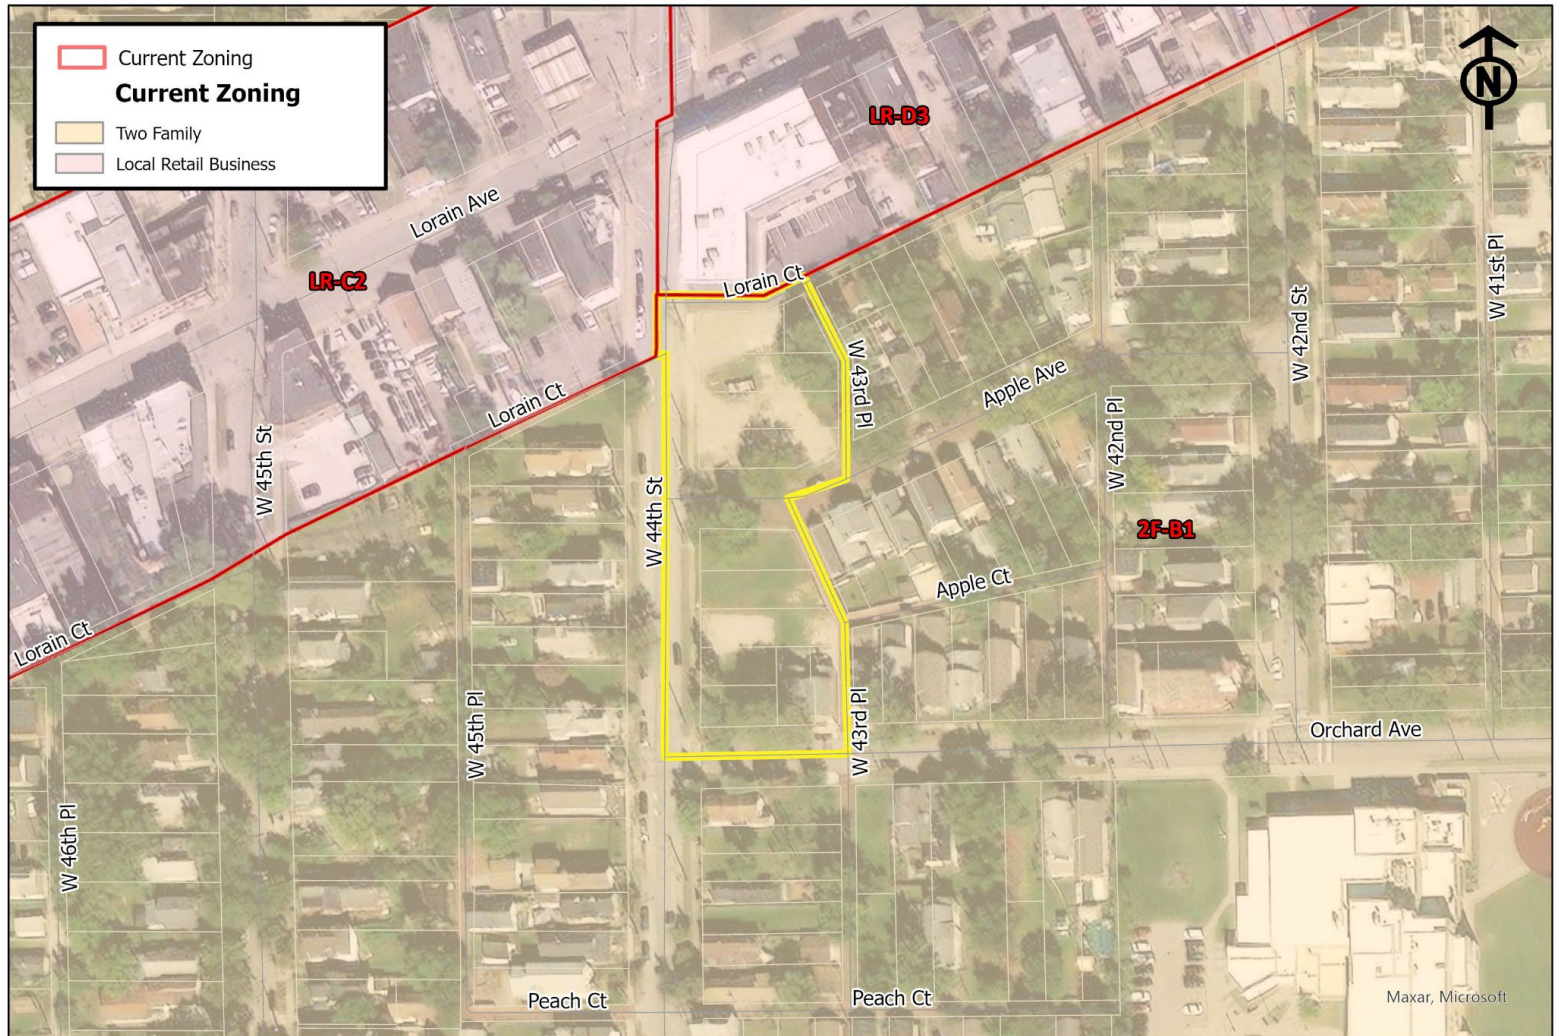 Current Zoning
Current Zoning
Two Family
Local Retail Business
N
LR-D3
Lorain Ave
LR-C2
Lorain Ct
W 41st Pl
W 42nd St
W 43rd Pl
Apple Ave
Lorain Ct
W 42nd Pl
W 45th St
W 44th St
2F-B1
Apple Ct
Lorain Ct
W 45th Pl
W 43rd Pl
Orchard Ave
W 46th Pl
Peach Ct
Peach Ct
Maxar, Microsoft